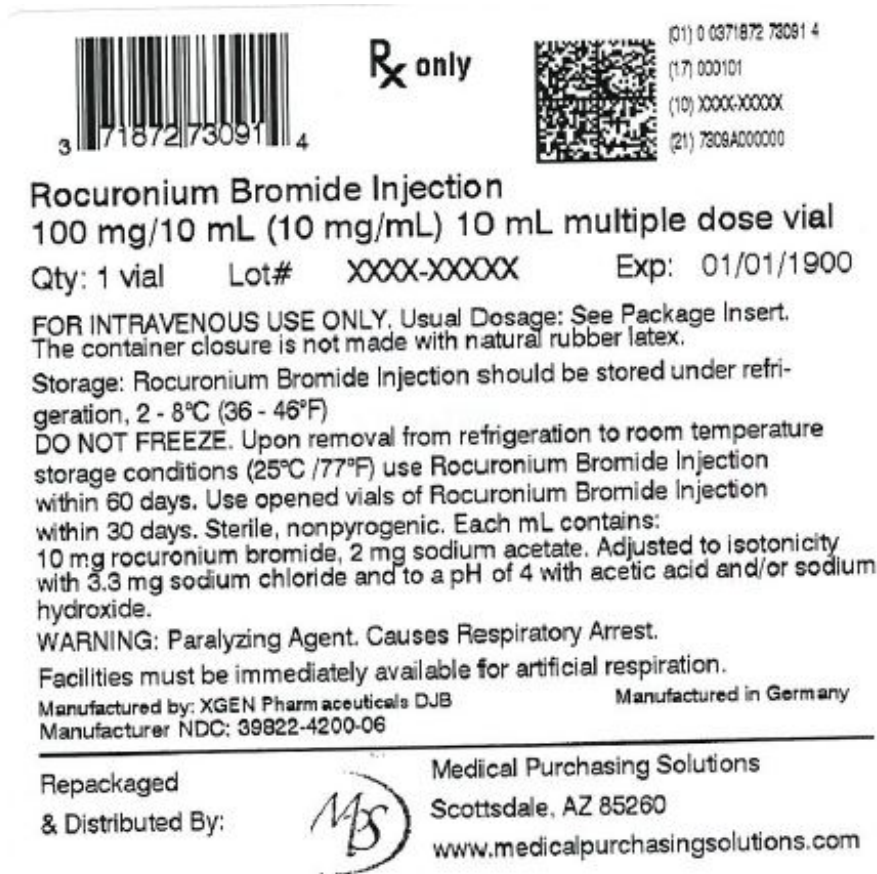 Rx only
(01) 0 0371872 73091 4
(17) 000101
(10) XXXX-XXXXX
(21) 7309A000000
3 71872 73091 4
Rocuronium Bromide Injection
100 mg/10 mL (10 mg/mL) 10 mL multiple dose vial
Qty: 1 vial Lot# XXXX-XXXXX Exp: 01/01/1900
FOR INTRAVENOUS USE ONLY. Usual Dosage: See Package Insert.
The container closure is not made with natural rubber latex.
Storage: Rocuronium Bromide Injection should be stored under refri-
geration, 2 - 8°C (36 - 46°F)
DO NOT FREEZE. Upon removal from refrigeration to room temperature
storage conditions (25°C /77°F) use Rocuronium Bromide Injection
within 60 days. Use opened vials of Rocuronium Bromide Injection
within 30 days. Sterile, nonpyrogenic. Each mL contains:
10 mg rocuronium bromide, 2 mg sodium acetate. Adjusted to isotonicity
with 3.3 mg sodium chloride and to a pH of 4 with acetic acid and/or sodium
hydroxide.
WARNING: Paralyzing Agent. Causes Respiratory Arrest.
Facilities must be immediately available for artificial respiration.
Manufactured by: XGEN Pharmaceuticals DJB Manufactured in Germany
Manufacturer NDC: 39822-4200-06
Repackaged
& Distributed By:
MPS
Medical Purchasing Solutions
Scottsdale, AZ 85260
www.medicalpurchasingsolutions.com